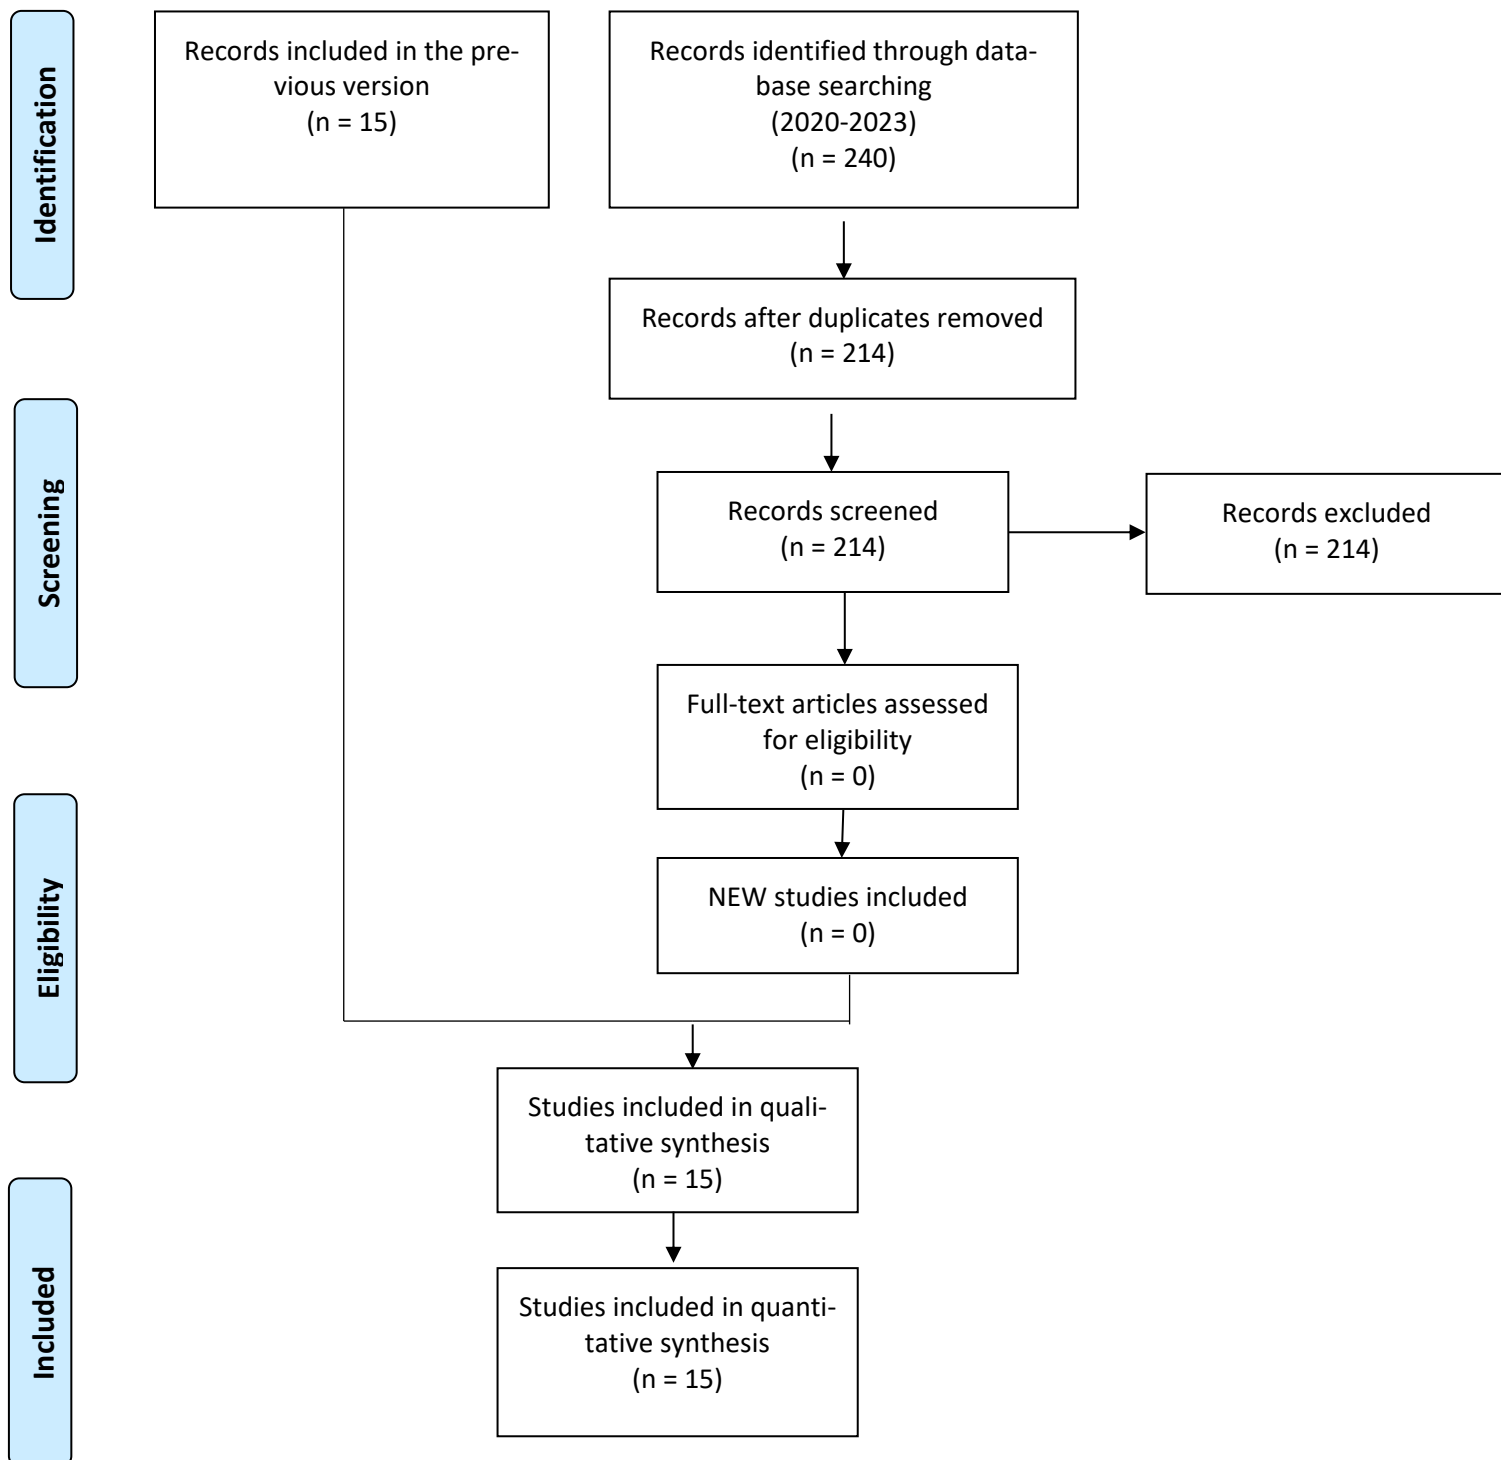 Identification
Records included in the pre-
vious version
(n = 15)
Records identified through data-
base searching
(2020-2023)
(n = 240)
Records after duplicates removed
(n = 214)
Screening
Records screened
(n = 214)
Records excluded
(n = 214)
Full-text articles assessed
for eligibility
(n = 0)
Eligibility
NEW studies included
(n = 0)
Studies included in quali-
tative synthesis
(n = 15)
Included
Studies included in quanti-
tative synthesis
(n = 15)